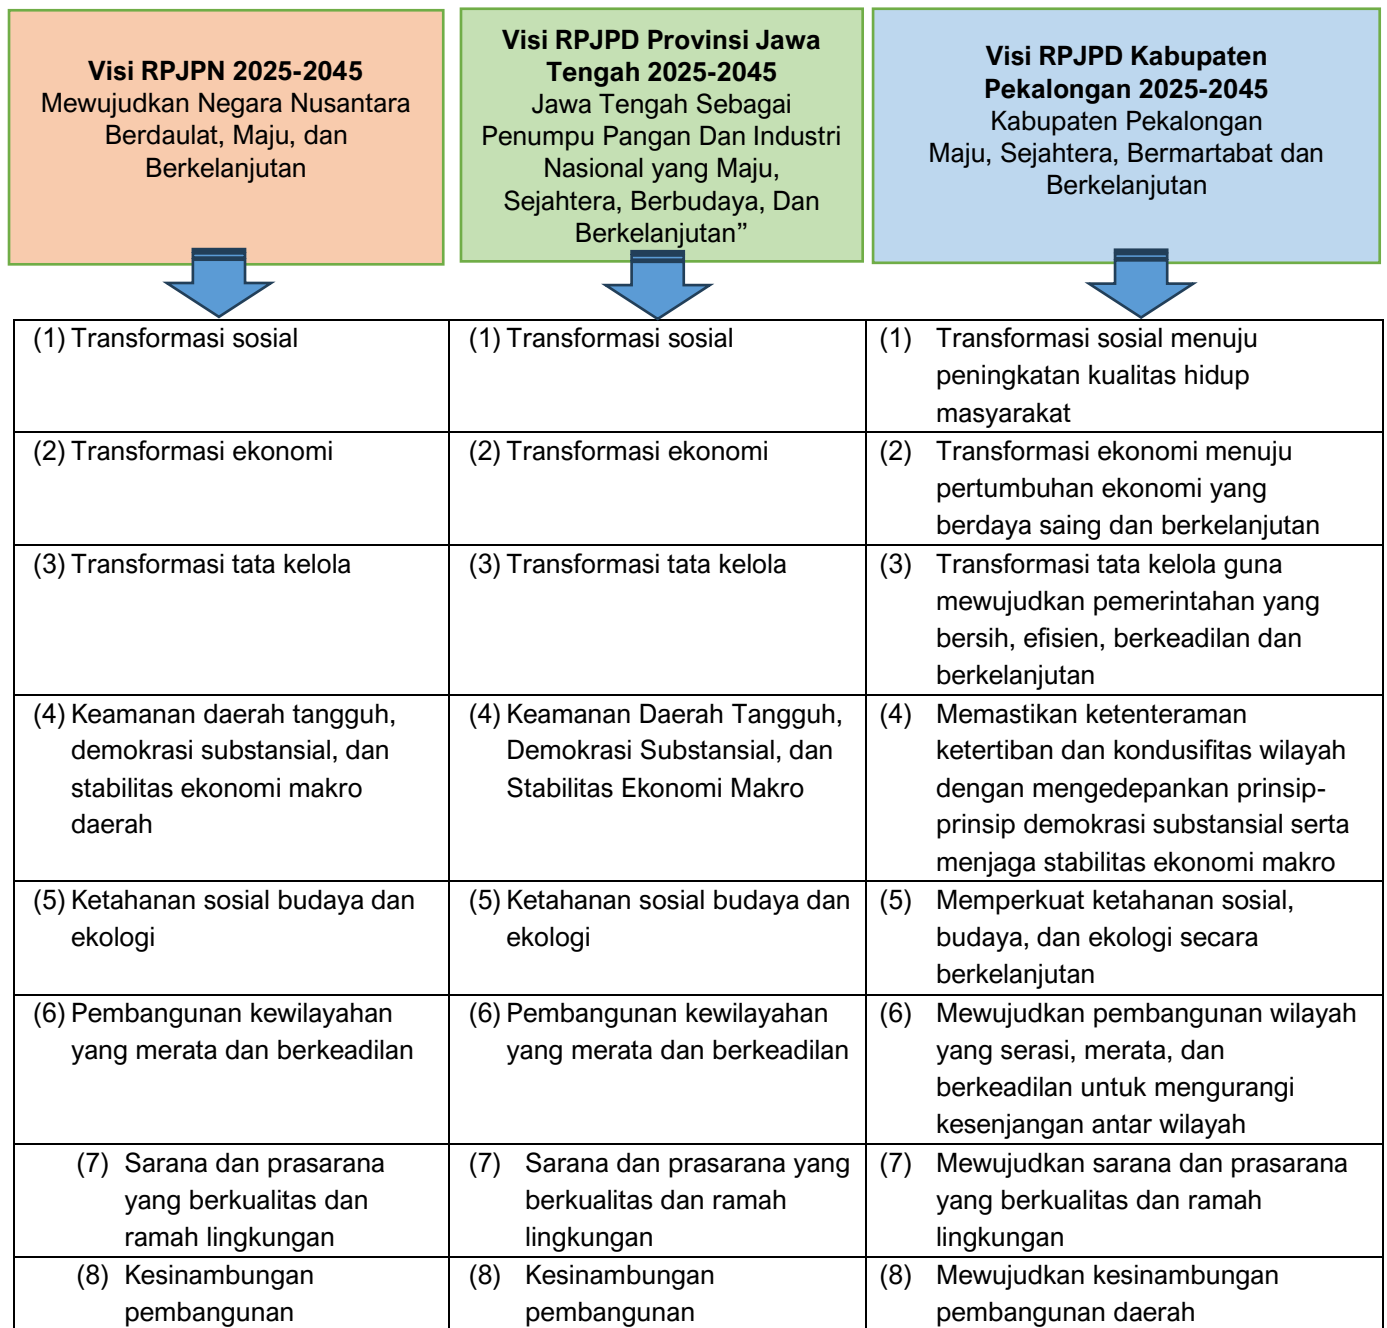 Visi RPJPN 2025-2045
Mewujudkan Negara Nusantara
Berdaulat, Maju, dan
Berkelanjutan
Visi RPJPD Provinsi Jawa
Tengah 2025-2045
Jawa Tengah Sebagai
Penumpu Pangan Dan Industri
Nasional yang Maju,
Sejahtera, Berbudaya, Dan
Berkelanjutan”
Visi RPJPD Kabupaten
Pekalongan 2025-2045
Kabupaten Pekalongan
Maju, Sejahtera, Bermartabat dan
Berkelanjutan
(1) Transformasi sosial
(1) Transformasi sosial
(1) Transformasi sosial menuju
peningkatan kualitas hidup
masyarakat
(2) Transformasi ekonomi
(2) Transformasi ekonomi
(2) Transformasi ekonomi menuju
pertumbuhan ekonomi yang
berdaya saing dan berkelanjutan
(3) Transformasi tata kelola
(3) Transformasi tata kelola
(3) Transformasi tata kelola guna
mewujudkan pemerintahan yang
bersih, efisien, berkeadilan dan
berkelanjutan
(4) Keamanan daerah tangguh,
demokrasi substansial, dan
stabilitas ekonomi makro
daerah
(4) Keamanan Daerah Tangguh,
Demokrasi Substansial, dan
Stabilitas Ekonomi Makro
(4) Memastikan ketenteraman
ketertiban dan kondusifitas wilayah
dengan mengedepankan prinsip-
prinsip demokrasi substansial serta
menjaga stabilitas ekonomi makro
(5) Ketahanan sosial budaya dan
ekologi
(5) Ketahanan sosial budaya dan
ekologi
(5) Memperkuat ketahanan sosial,
budaya, dan ekologi secara
berkelanjutan
(6) Pembangunan kewilayahan
yang merata dan berkeadilan
(6) Pembangunan kewilayahan
yang merata dan berkeadilan
(6) Mewujudkan pembangunan wilayah
yang serasi, merata, dan
berkeadilan untuk mengurangi
kesenjangan antar wilayah
(7) Sarana dan prasarana
yang berkualitas dan
ramah lingkungan
(7) Sarana dan prasarana yang
berkualitas dan ramah
lingkungan
(7) Mewujudkan sarana dan prasarana
yang berkualitas dan ramah
lingkungan
(8) Kesinambungan
pembangunan
(8) Kesinambungan
pembangunan
(8) Mewujudkan kesinambungan
pembangunan daerah